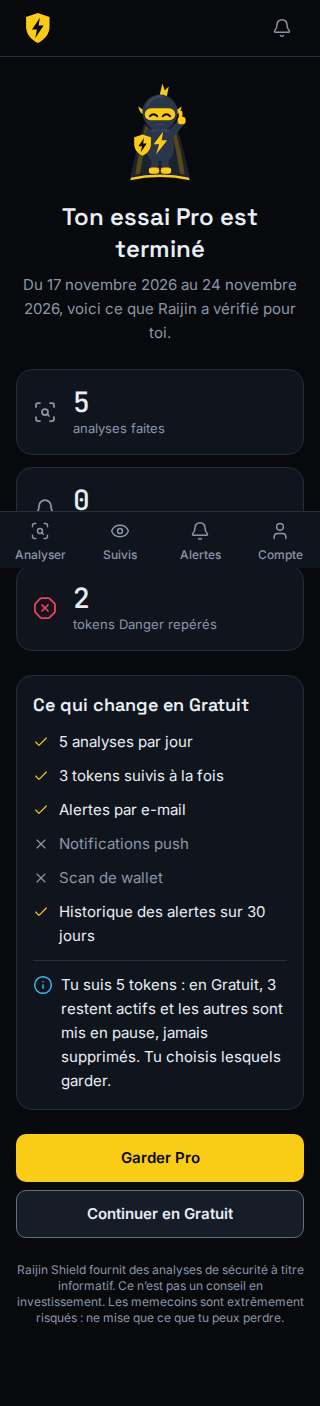 Ton essai Pro est
terminé
Du 17 novembre 2026 au 24 novembre
2026, voici ce que Raijin a vérifié pour
toi.
5
analyses faites
0
Analyser
Suivis
Alertes
Compte
2
tokens Danger repérés
Ce qui change en Gratuit
5 analyses par jour
3 tokens suivis à la fois
Alertes par e-mail
Notifications push
Scan de wallet
Historique des alertes sur 30
jours
Tu suis 5 tokens : en Gratuit, 3
restent actifs et les autres sont
mis en pause, jamais
supprimés. Tu choisis lesquels
garder.
Garder Pro
Continuer en Gratuit
Raijin Shield fournit des analyses de sécurité à titre
informatif. Ce n'est pas un conseil en
investissement. Les memecoins sont extrêmement
risqués : ne mise que ce que tu peux perdre.